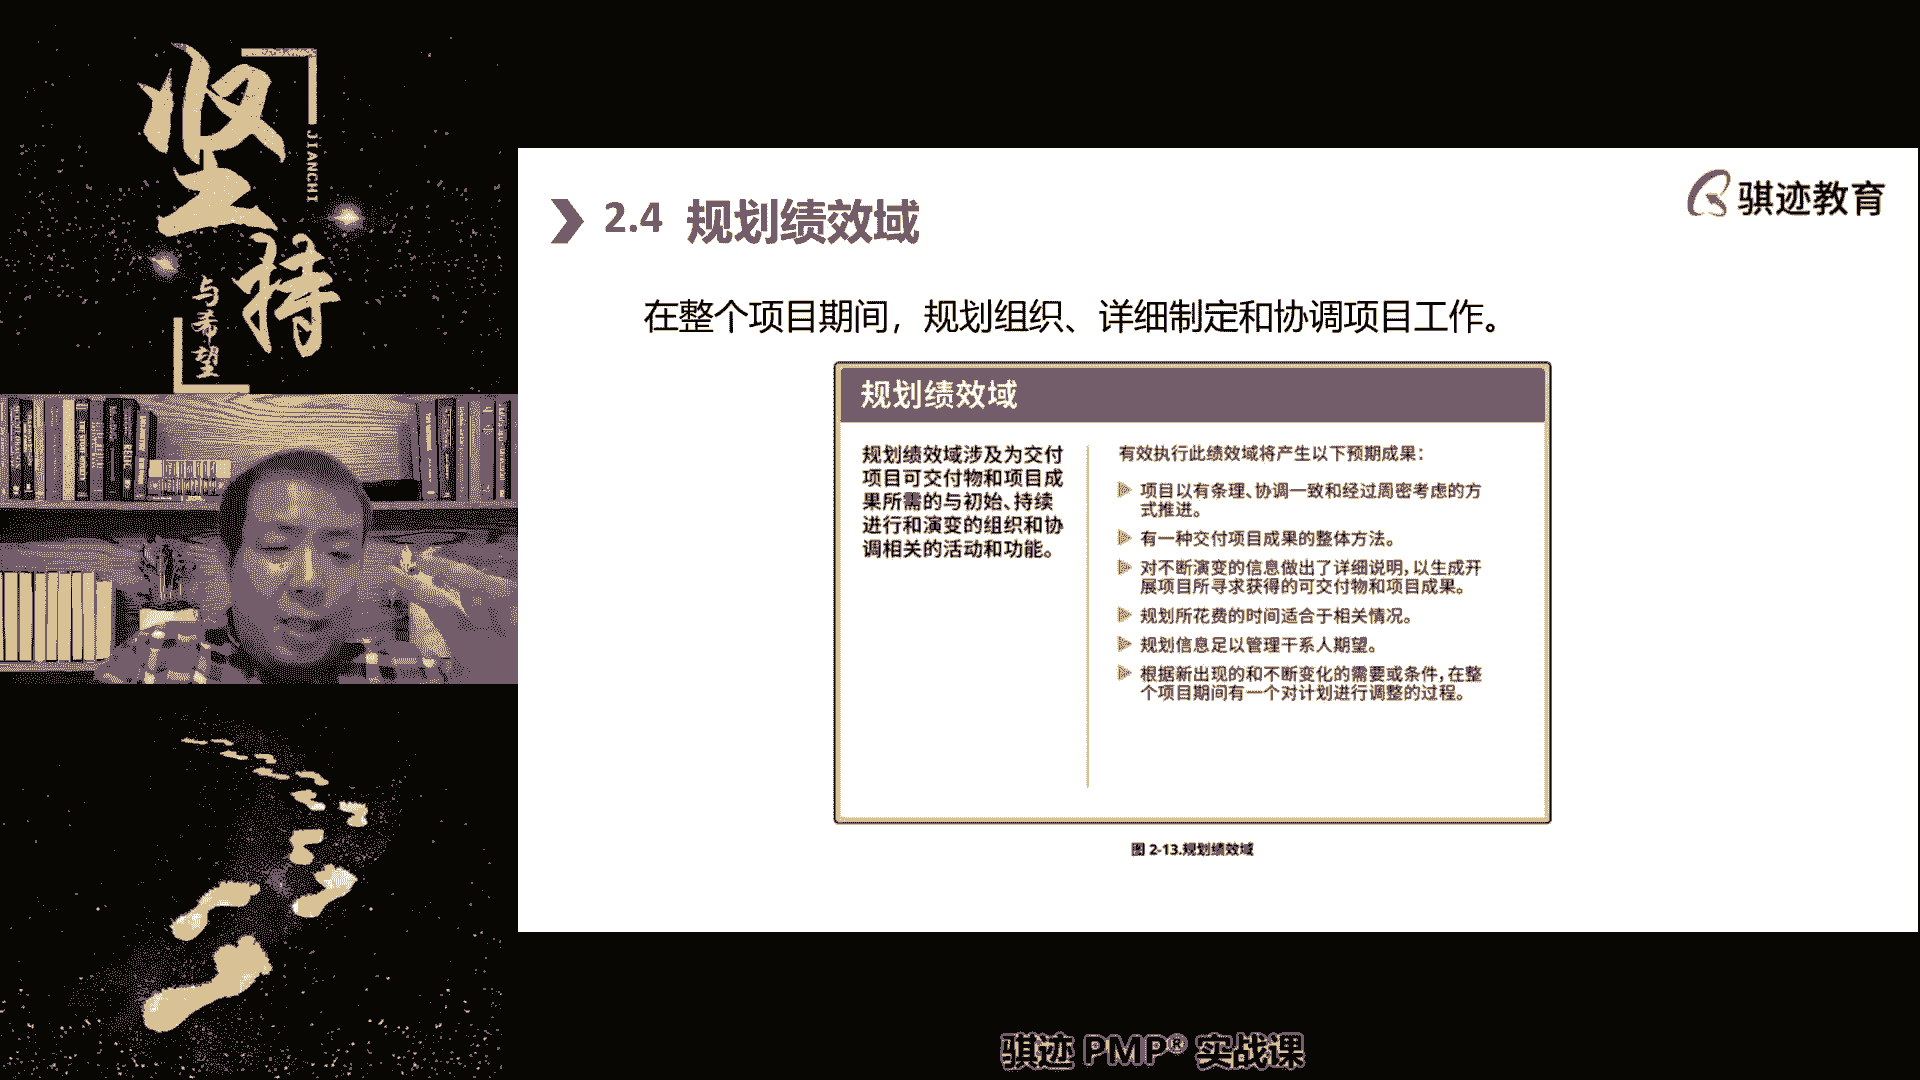 坚持
JIANCHI
与希望
骐迹教育
2.4 规划绩效域
在整个项目期间，规划组织、详细制定和协调项目工作。
规划绩效域
规划绩效域涉及为交付
项目可交付物和项目成
果所需的与初始、持续
进行和演变的组织和协
调相关的活动和功能。
有效执行此绩效域将产生以下预期成果：
项目以有条理、协调一致和经过周密考虑的方
式推进。
有一种交付项目成果的整体方法。
对不断演变的信息做出了详细说明，以生成开
展项目所寻求获得的可交付物和项目成果。
规划所花费的时间适合于相关情况。
规划信息足以管理干系人期望。
根据新出现的和不断变化的需要或条件，在整
个项目期间有一个对计划进行调整的过程。
图 2-13.规划绩效域
骐迹 PMP® 实战课